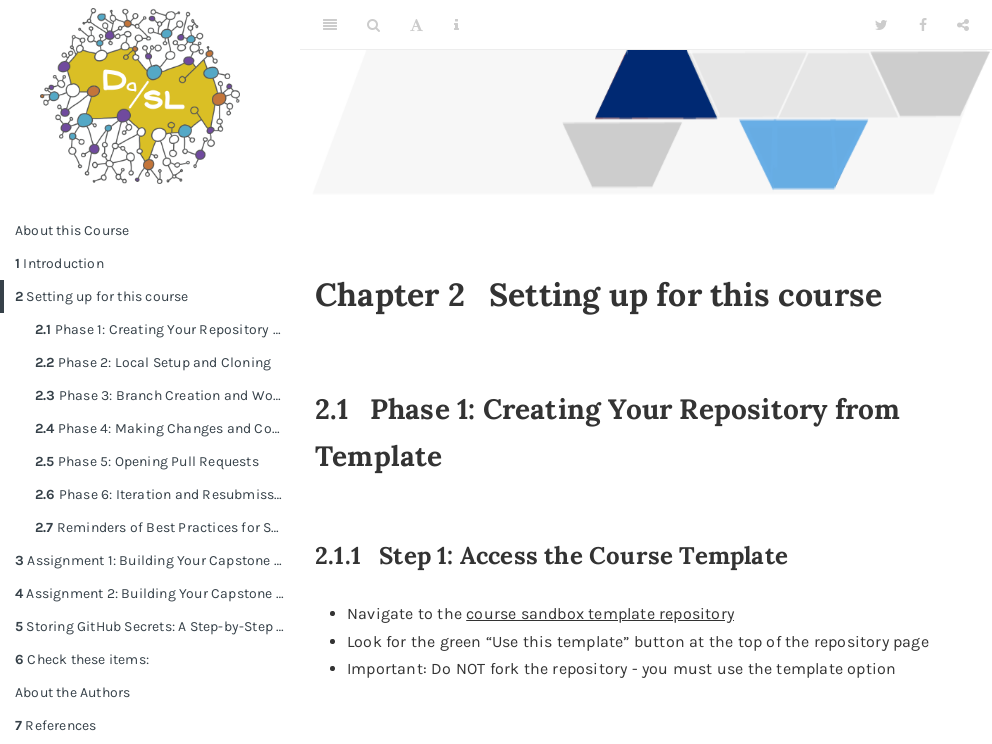 Da/SL
About this Course
1 Introduction
2 Setting up for this course
2.1 Phase 1: Creating Your Repository …
2.2 Phase 2: Local Setup and Cloning
2.3 Phase 3: Branch Creation and Wo…
2.4 Phase 4: Making Changes and Co…
2.5 Phase 5: Opening Pull Requests
2.6 Phase 6: Iteration and Resubmiss…
2.7 Reminders of Best Practices for S…
3 Assignment 1: Building Your Capstone …
4 Assignment 2: Building Your Capstone …
5 Storing GitHub Secrets: A Step-by-Step …
6 Check these items:
About the Authors
7 References
Chapter 2 Setting up for this course
2.1 Phase 1: Creating Your Repository from
Template
2.1.1 Step 1: Access the Course Template
• Navigate to the course sandbox template repository
• Look for the green “Use this template” button at the top of the repository page
• Important: Do NOT fork the repository - you must use the template option